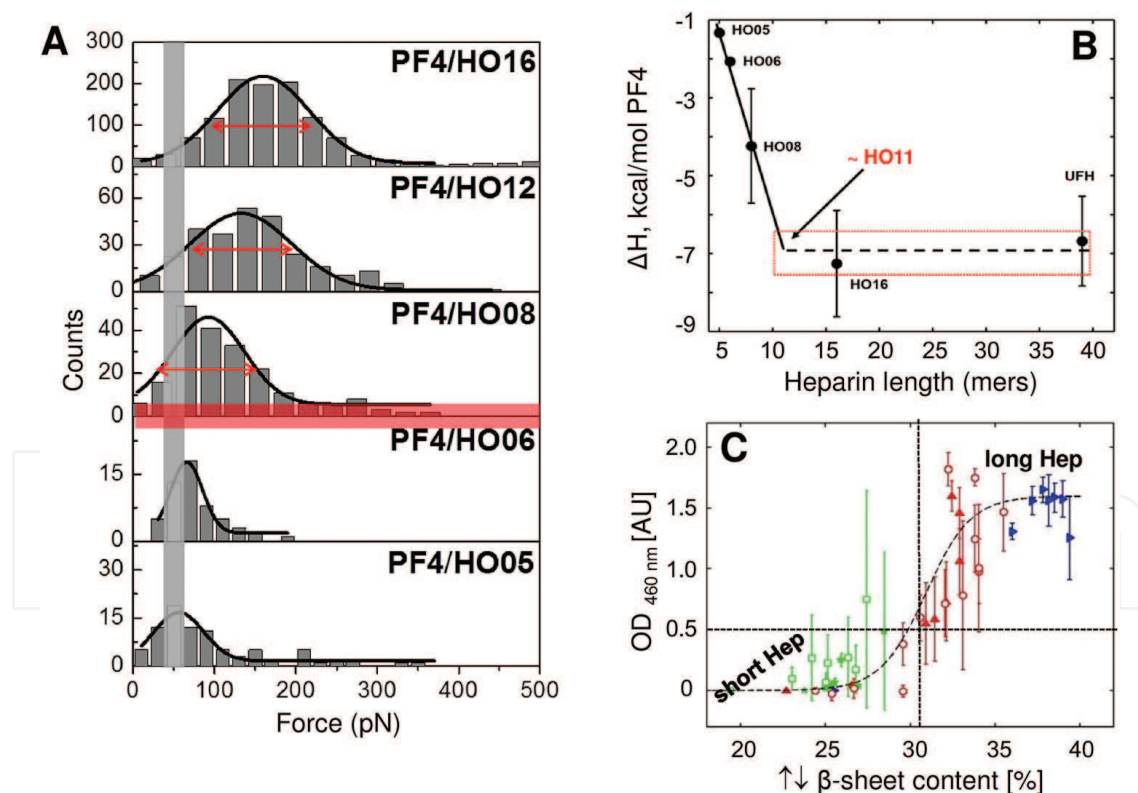 A
300
200
100
0
PF4/HO16
60
30
0
PF4/HO12
40
20
0
PF4/HO08
15
0
PF4/HO06
30
15
0
PF4/HO05
Counts
0 100 200 300 400 500
Force (pN)
B
-1
-3
-5
-7
-9
ΔH, kcal/mol PF4
HO05
HO06
HO08
~ HO11
HO16
UFH
5 10 15 20 25 30 35 40
Heparin length (mers)
C
2.0
1.5
1.0
0.5
0
OD 460 nm [AU]
long Hep
short Hep
20 25 30 35 40
↑↓ β-sheet content [%]